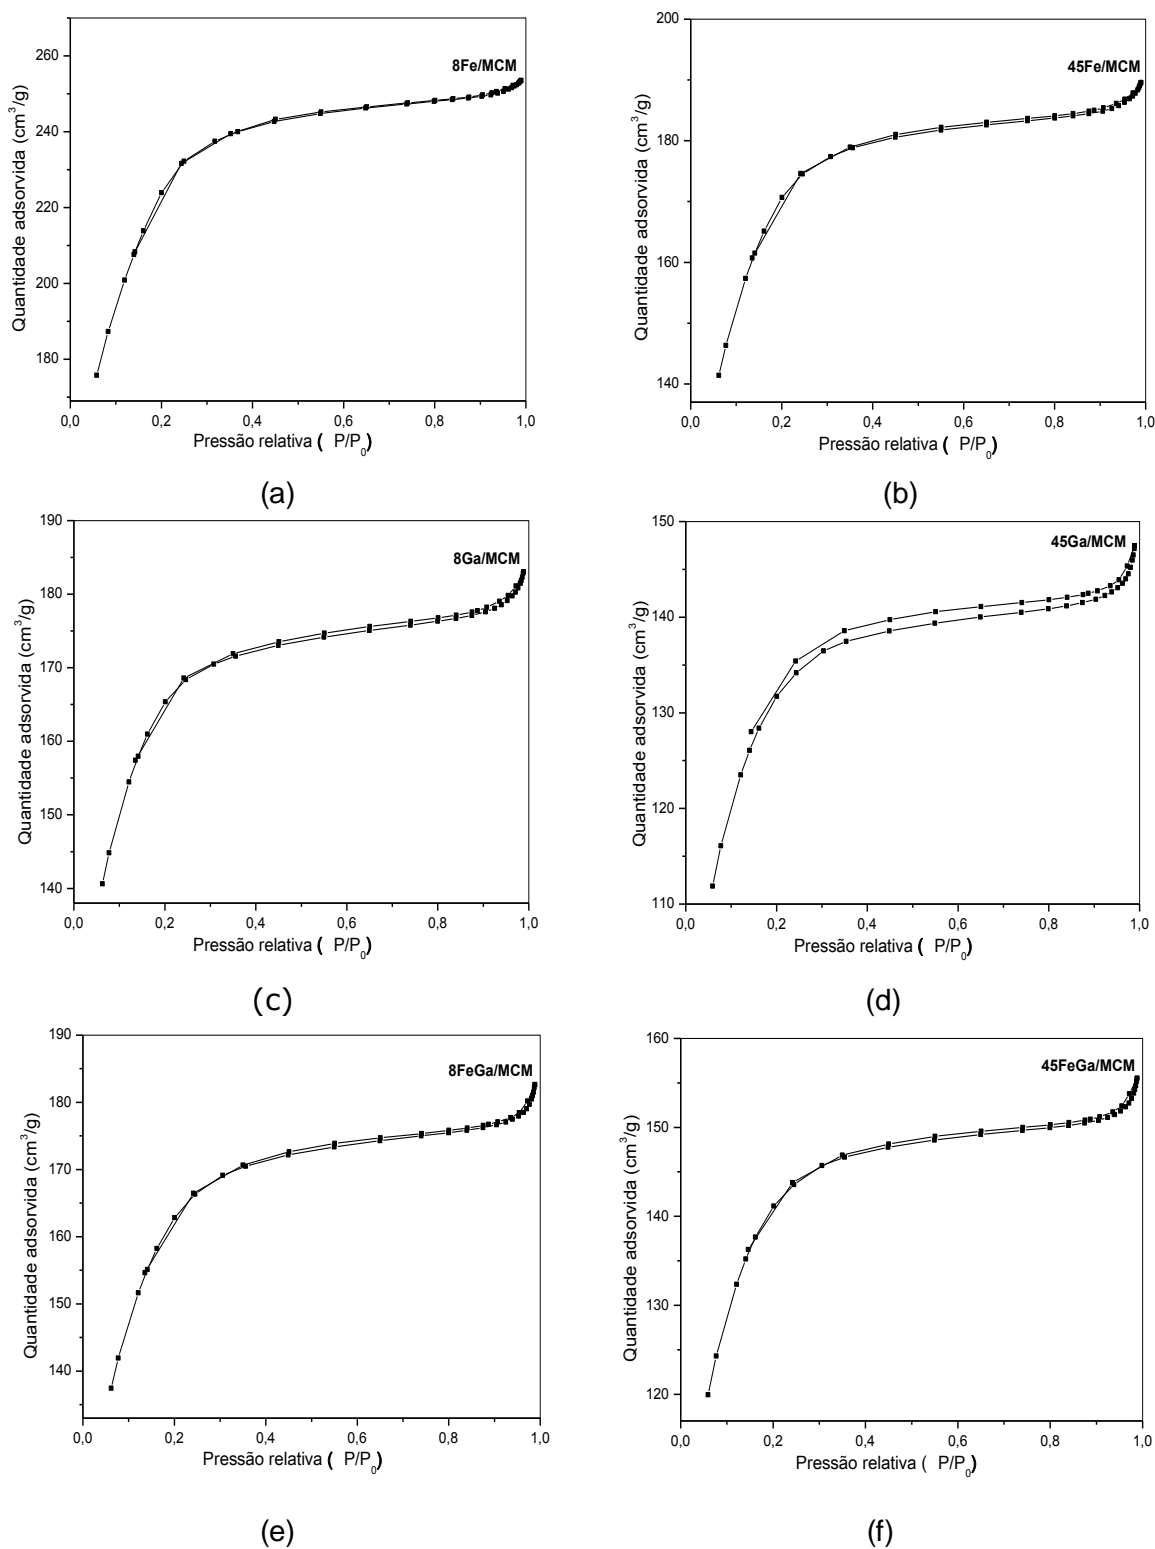 260
240
220
200
180
0,0 0,2 0,4 0,6 0,8 1,0
Quantidade adsorvida (cm³/g)
Pressão relativa ( P/P₀)
8Fe/MCM
(a)
200
180
160
140
0,0 0,2 0,4 0,6 0,8 1,0
Quantidade adsorvida (cm³/g)
Pressão relativa ( P/P₀)
45Fe/MCM
(b)
190
180
170
160
150
140
0,0 0,2 0,4 0,6 0,8 1,0
Quantidade adsorvida (cm³/g)
Pressão relativa ( P/P₀)
8Ga/MCM
(c)
150
140
130
120
110
0,0 0,2 0,4 0,6 0,8 1,0
Quantidade adsorvida (cm³/g)
Pressão relativa ( P/P₀)
45Ga/MCM
(d)
190
180
170
160
150
140
0,0 0,2 0,4 0,6 0,8 1,0
Quantidade adsorvida (cm³/g)
Pressão relativa ( P/P₀)
8FeGa/MCM
(e)
160
150
140
130
120
0,0 0,2 0,4 0,6 0,8 1,0
Quantidade adsorvida (cm³/g)
Pressão relativa ( P/P₀)
45FeGa/MCM
(f)